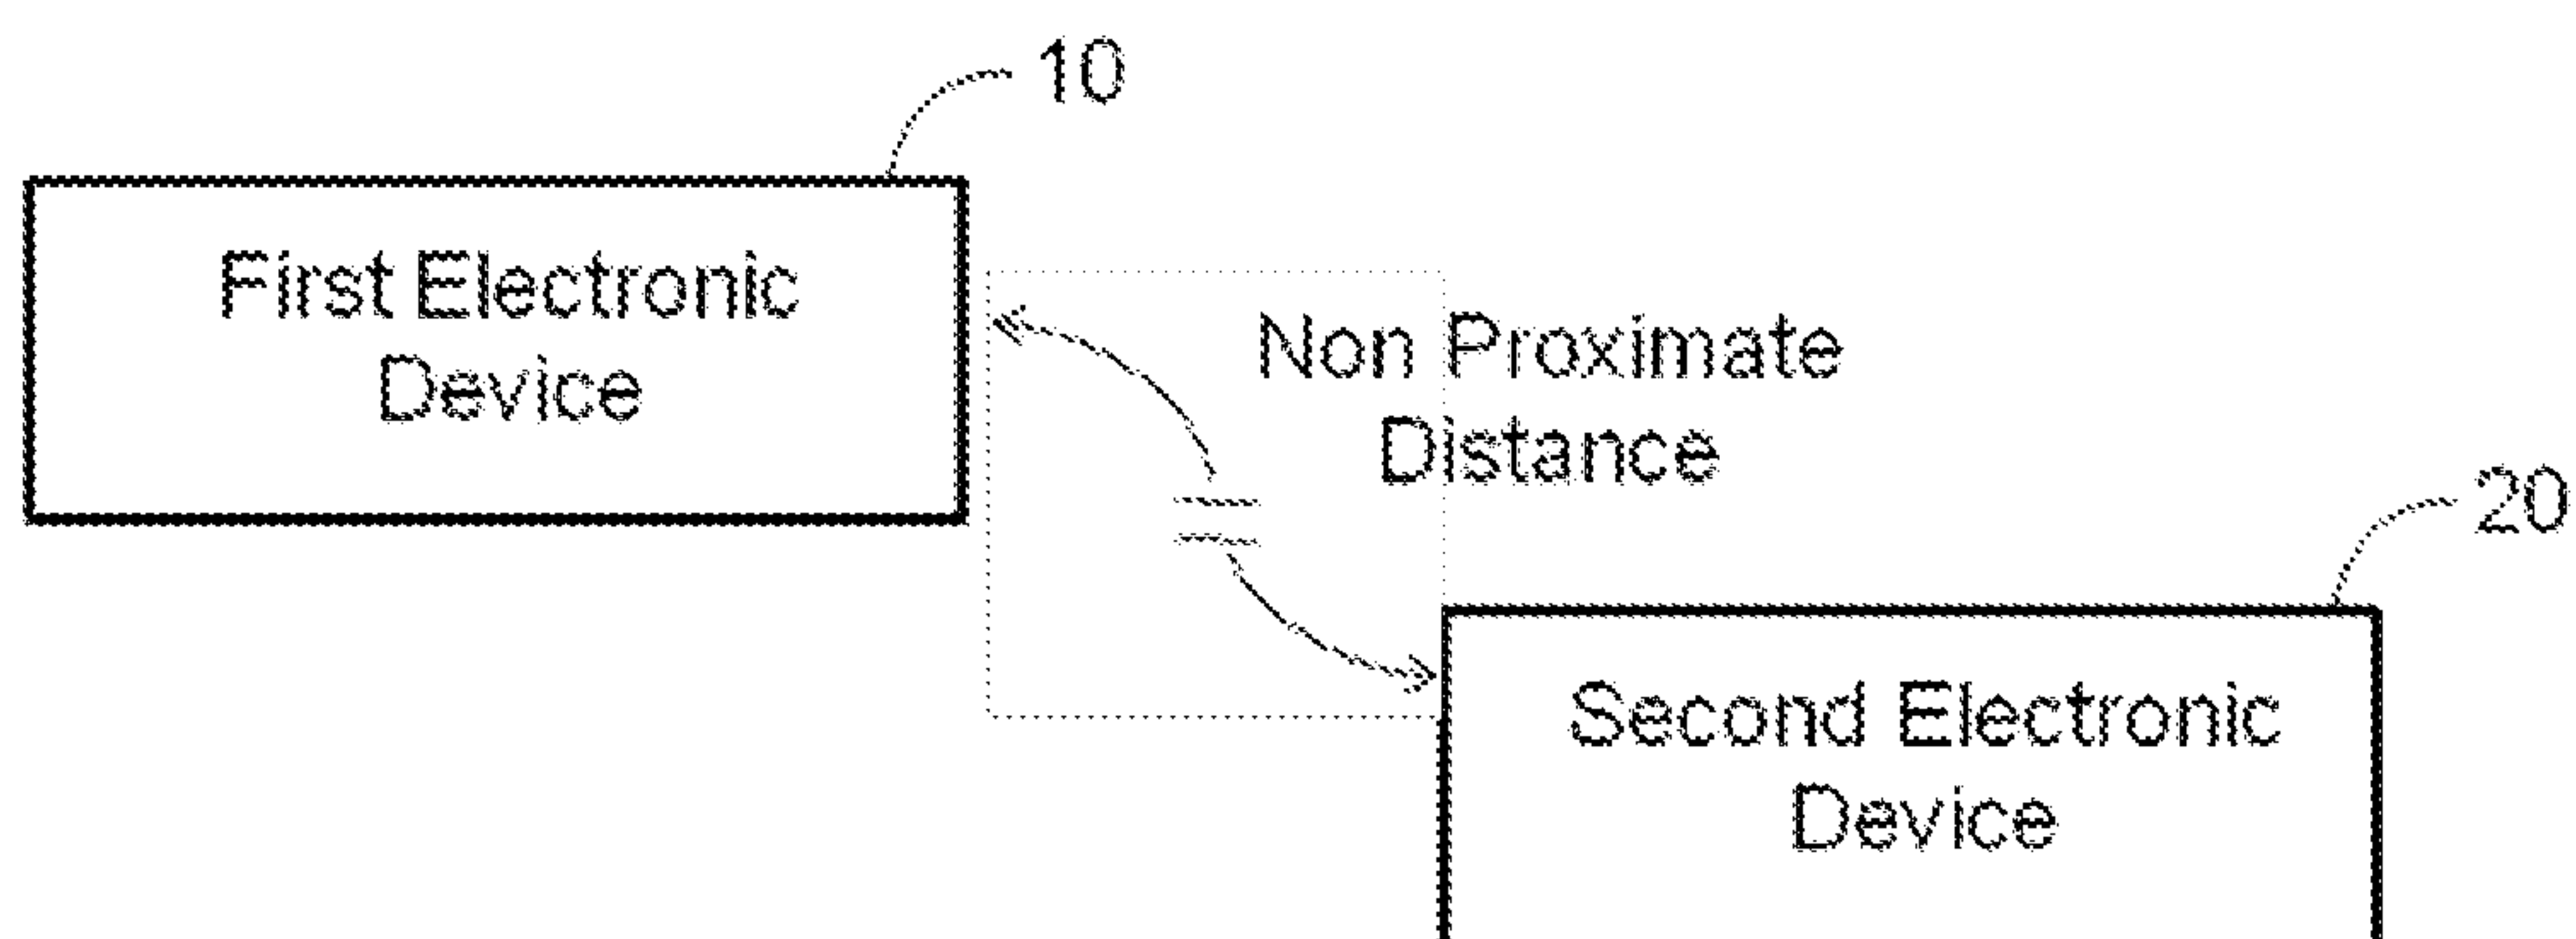 10
First Electronic
Device
Non Proximate
Distance
20
Second Electronic
Device